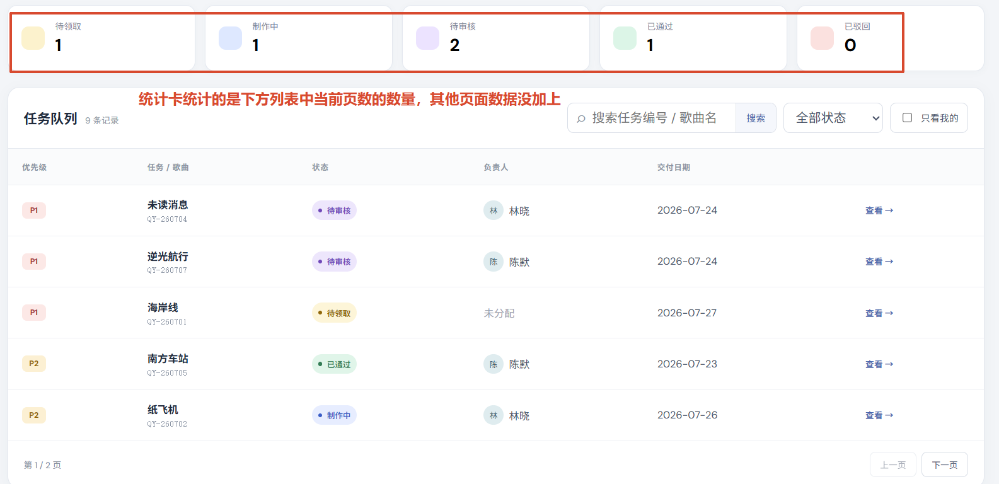 待领取
1
制作中
1
待审核
2
已通过
1
已驳回
0
统计卡统计的是下方列表中当前页数的数量，其他页面数据没加上
任务队列 9 条记录
搜索任务编号 / 歌曲名 搜索 全部状态 只看我的
优先级 任务 / 歌曲 状态 负责人 交付日期
P1 未读消息 待审核 林 林晓 2026-07-24 查看 →
QY-260704
P1 逆光航行 待审核 陈 陈默 2026-07-24 查看 →
QY-260707
P1 海岸线 待领取 未分配 2026-07-27 查看 →
QY-260701
P2 南方车站 已通过 陈 陈默 2026-07-23 查看 →
QY-260705
P2 纸飞机 制作中 林 林晓 2026-07-26 查看 →
QY-260702
第 1 / 2 页 上一页 下一页